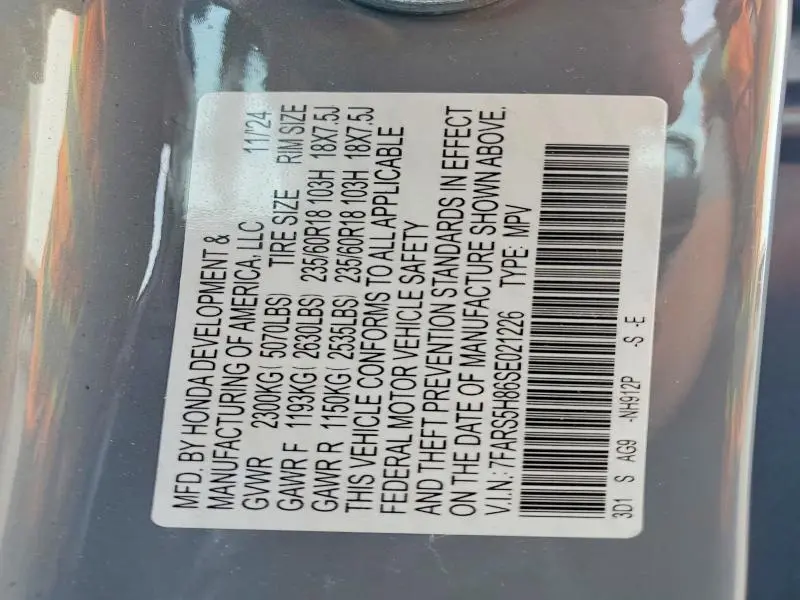 MFD. BY HONDA DEVELOPMENT &
MANUFACTURING OF AMERICA, LLC 11/'24
GVWR 2300KG( 5070LBS) TIRE SIZE RIM SIZE
GAWR F 1193KG( 2630LBS) 235/60R18 103H 18X7.5J
GAWR R 1150KG( 2535LBS) 235/60R18 103H 18X7.5J
THIS VEHICLE CONFORMS TO ALL APPLICABLE
FEDERAL MOTOR VEHICLE SAFETY
AND THEFT PREVENTION STANDARDS IN EFFECT
ON THE DATE OF MANUFACTURE SHOWN ABOVE.
V.I.N.: 7FARS5H86SE021226 TYPE: MPV
3D1 S AG9 -NH912P -S -E